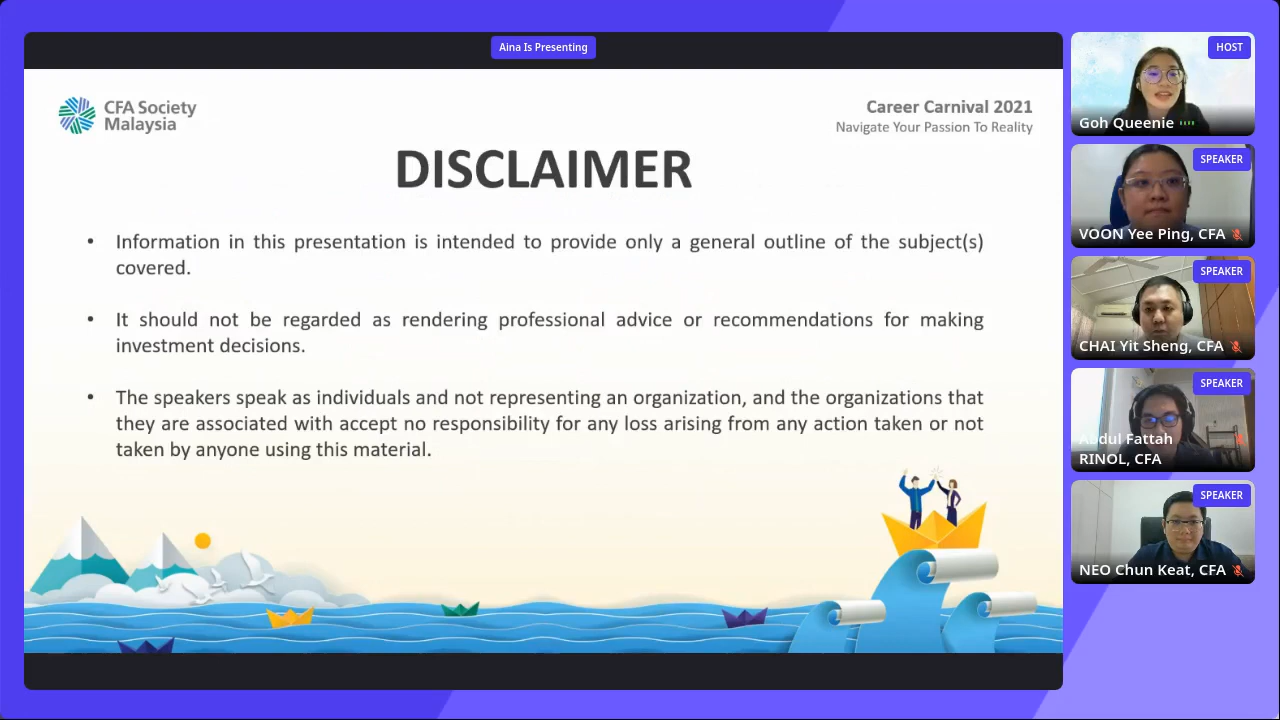 Aina Is Presenting
CFA Society
Malaysia
Career Carnival 2021
Navigate Your Passion To Reality
DISCLAIMER
• Information in this presentation is intended to provide only a general outline of the subject(s)
covered.
• It should not be regarded as rendering professional advice or recommendations for making
investment decisions.
• The speakers speak as individuals and not representing an organization, and the organizations that
they are associated with accept no responsibility for any loss arising from any action taken or not
taken by anyone using this material.
HOST
Goh Queenie
SPEAKER
VOON Yee Ping, CFA
SPEAKER
CHAI Yit Sheng, CFA
SPEAKER
Abdul Fattah
RINOL, CFA
SPEAKER
NEO Chun Keat, CFA